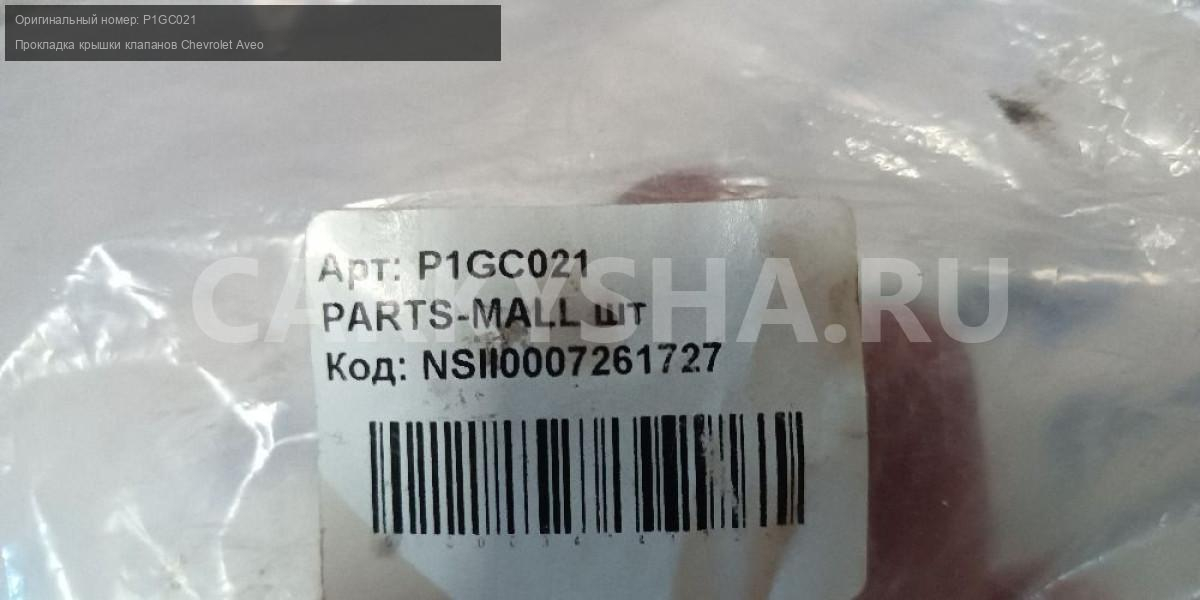 Оригинальный номер: P1GC021
Прокладка крышки клапанов Chevrolet Aveo
Арт: P1GC021
CARKYSHA.RU
PARTS-MALL шт
Код: NSII0007261727